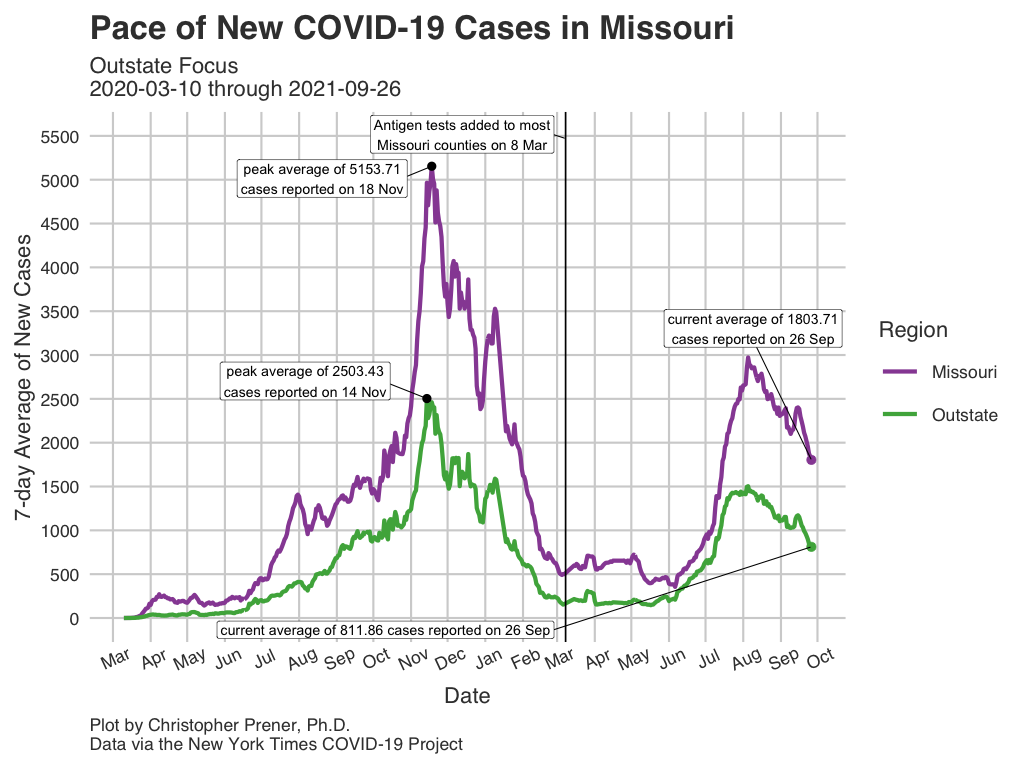 Pace of New COVID-19 Cases in Missouri
Outstate Focus
2020-03-10 through 2021-09-26
Antigen tests added to most
Missouri counties on 8 Mar
peak average of 5153.71
cases reported on 18 Nov
current average of 1803.71
cases reported on 26 Sep
peak average of 2503.43
cases reported on 14 Nov
current average of 811.86 cases reported on 26 Sep
7-day Average of New Cases
5500
5000
4500
4000
3500
3000
2500
2000
1500
1000
500
0
Mar Apr May Jun Jul Aug Sep Oct Nov Dec Jan Feb Mar Apr May Jun Jul Aug Sep Oct
Date
Region
Missouri
Outstate
Plot by Christopher Prener, Ph.D.
Data via the New York Times COVID-19 Project